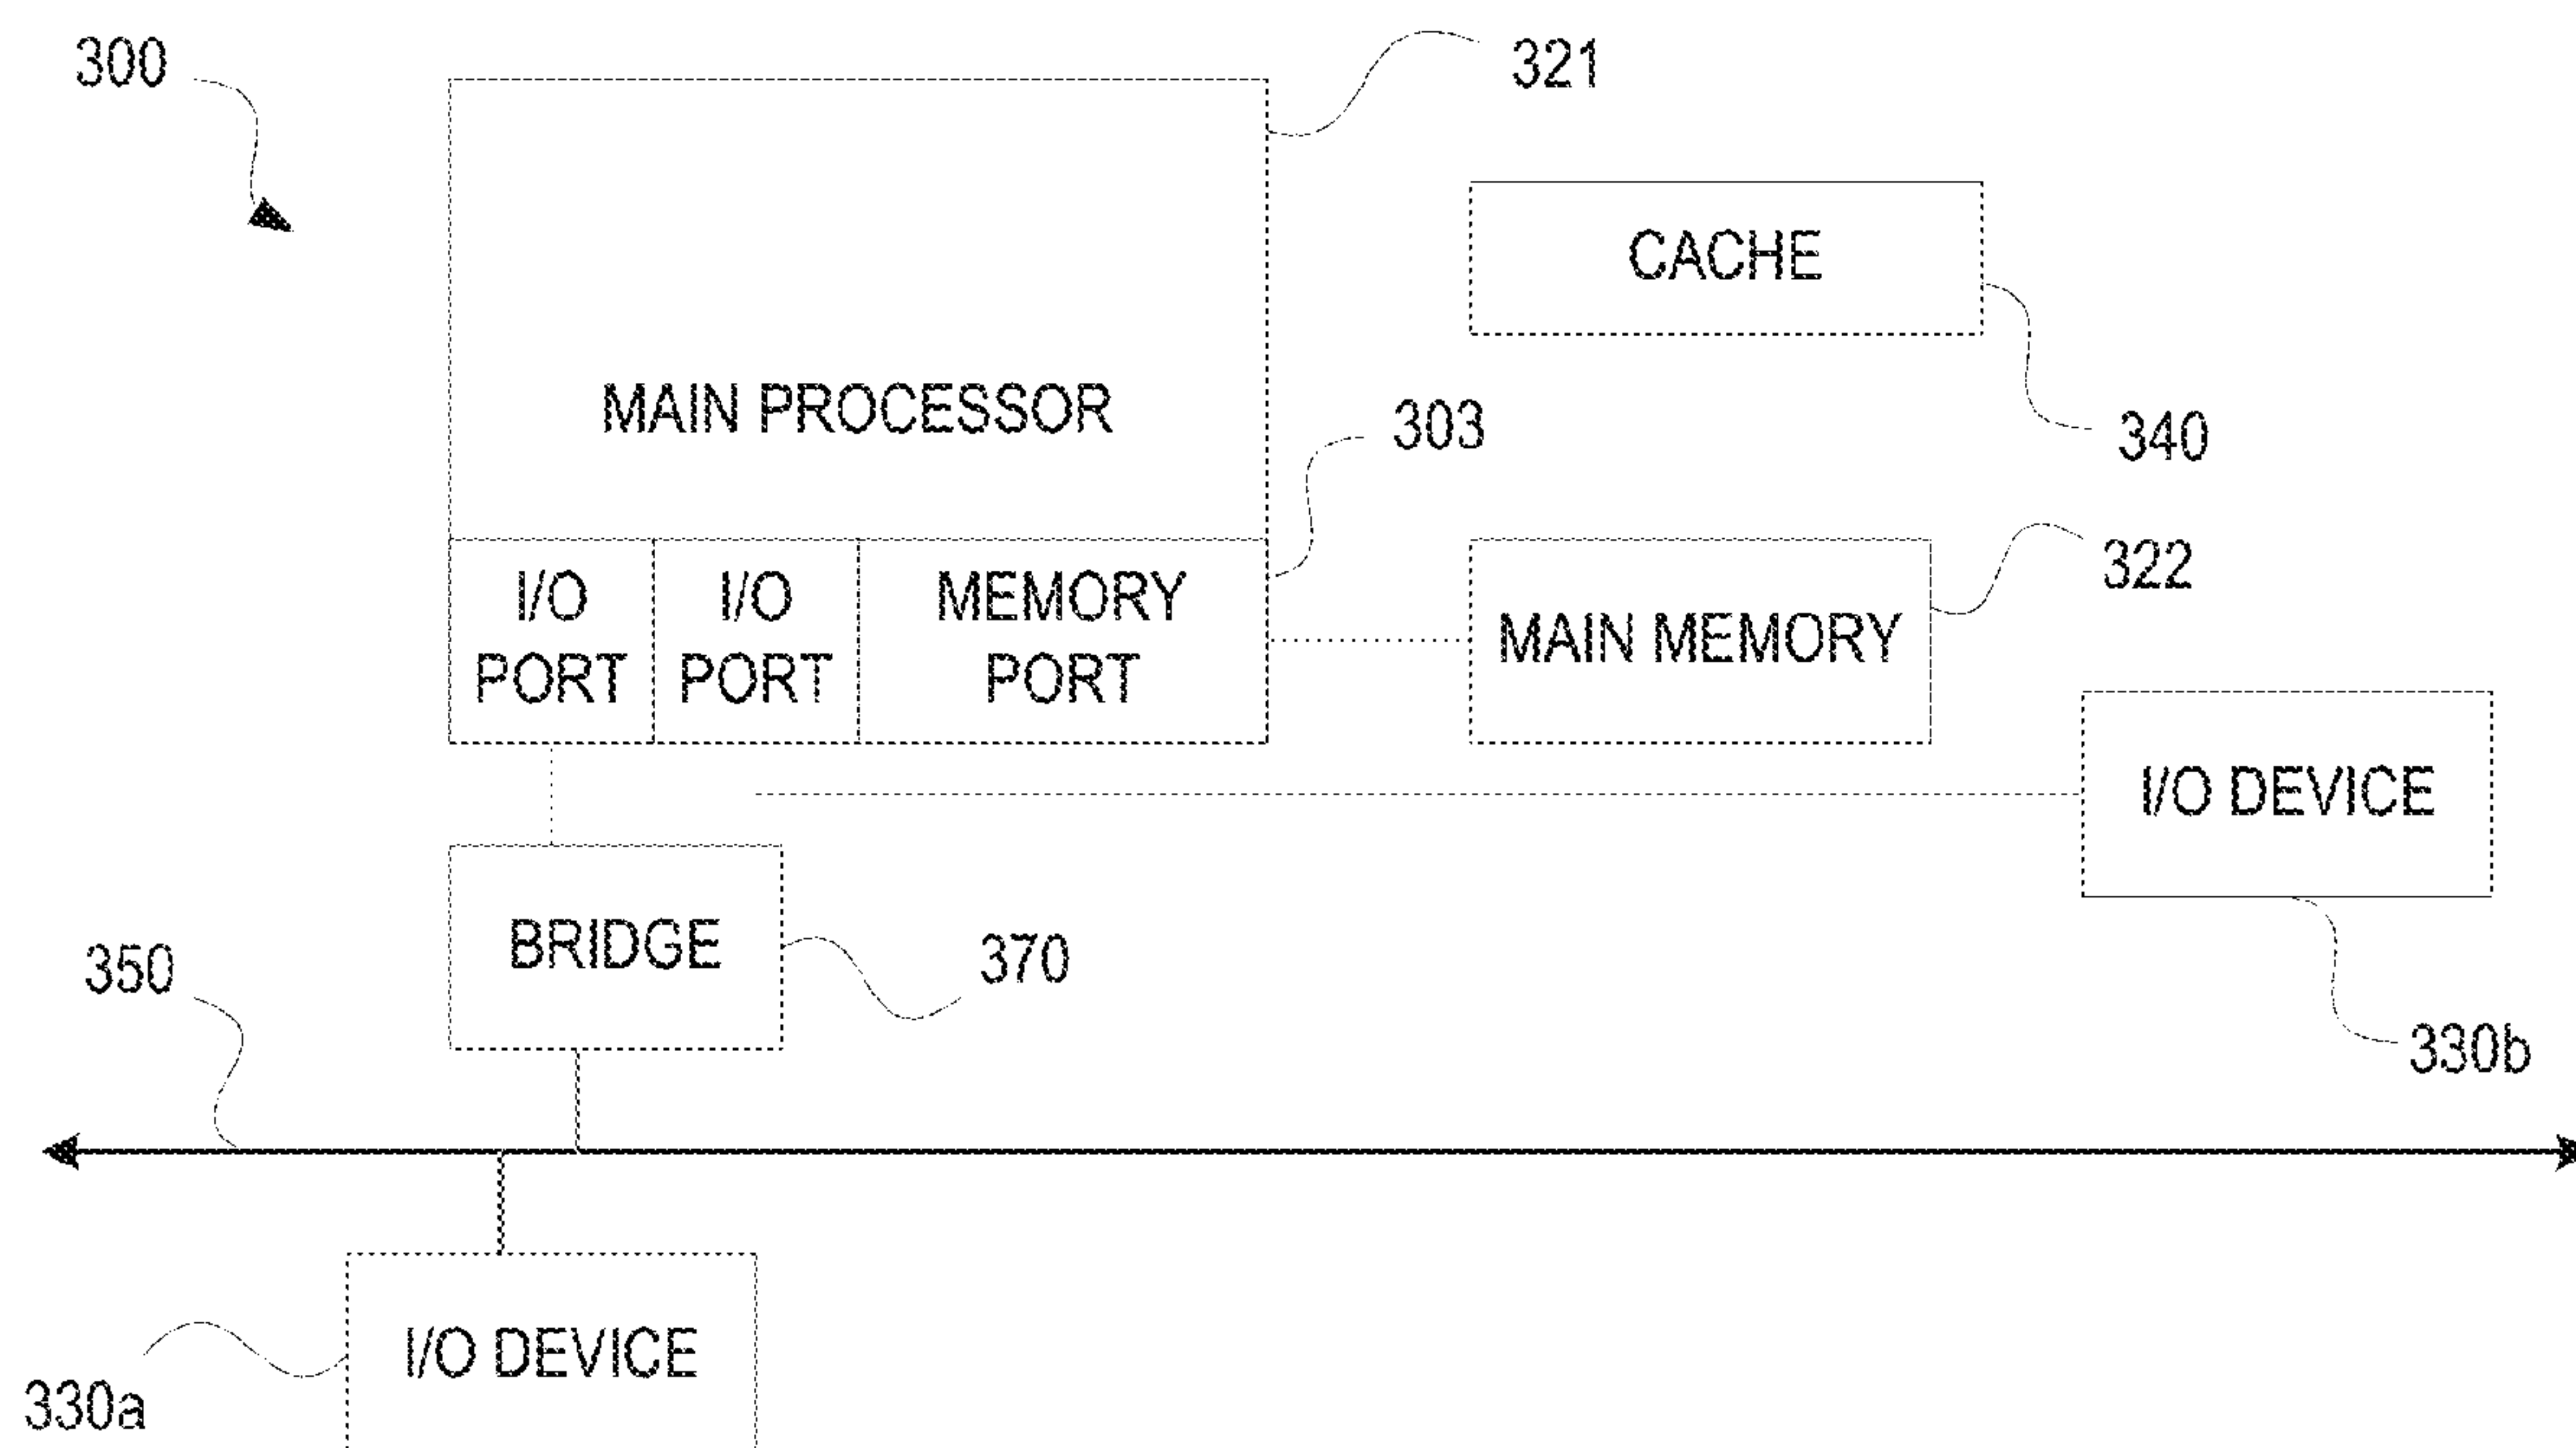 300
321
CACHE
MAIN PROCESSOR
303
340
322
I/O
PORT
I/O
PORT
MEMORY
PORT
MAIN MEMORY
I/O DEVICE
BRIDGE
350
370
330b
I/O DEVICE
330a